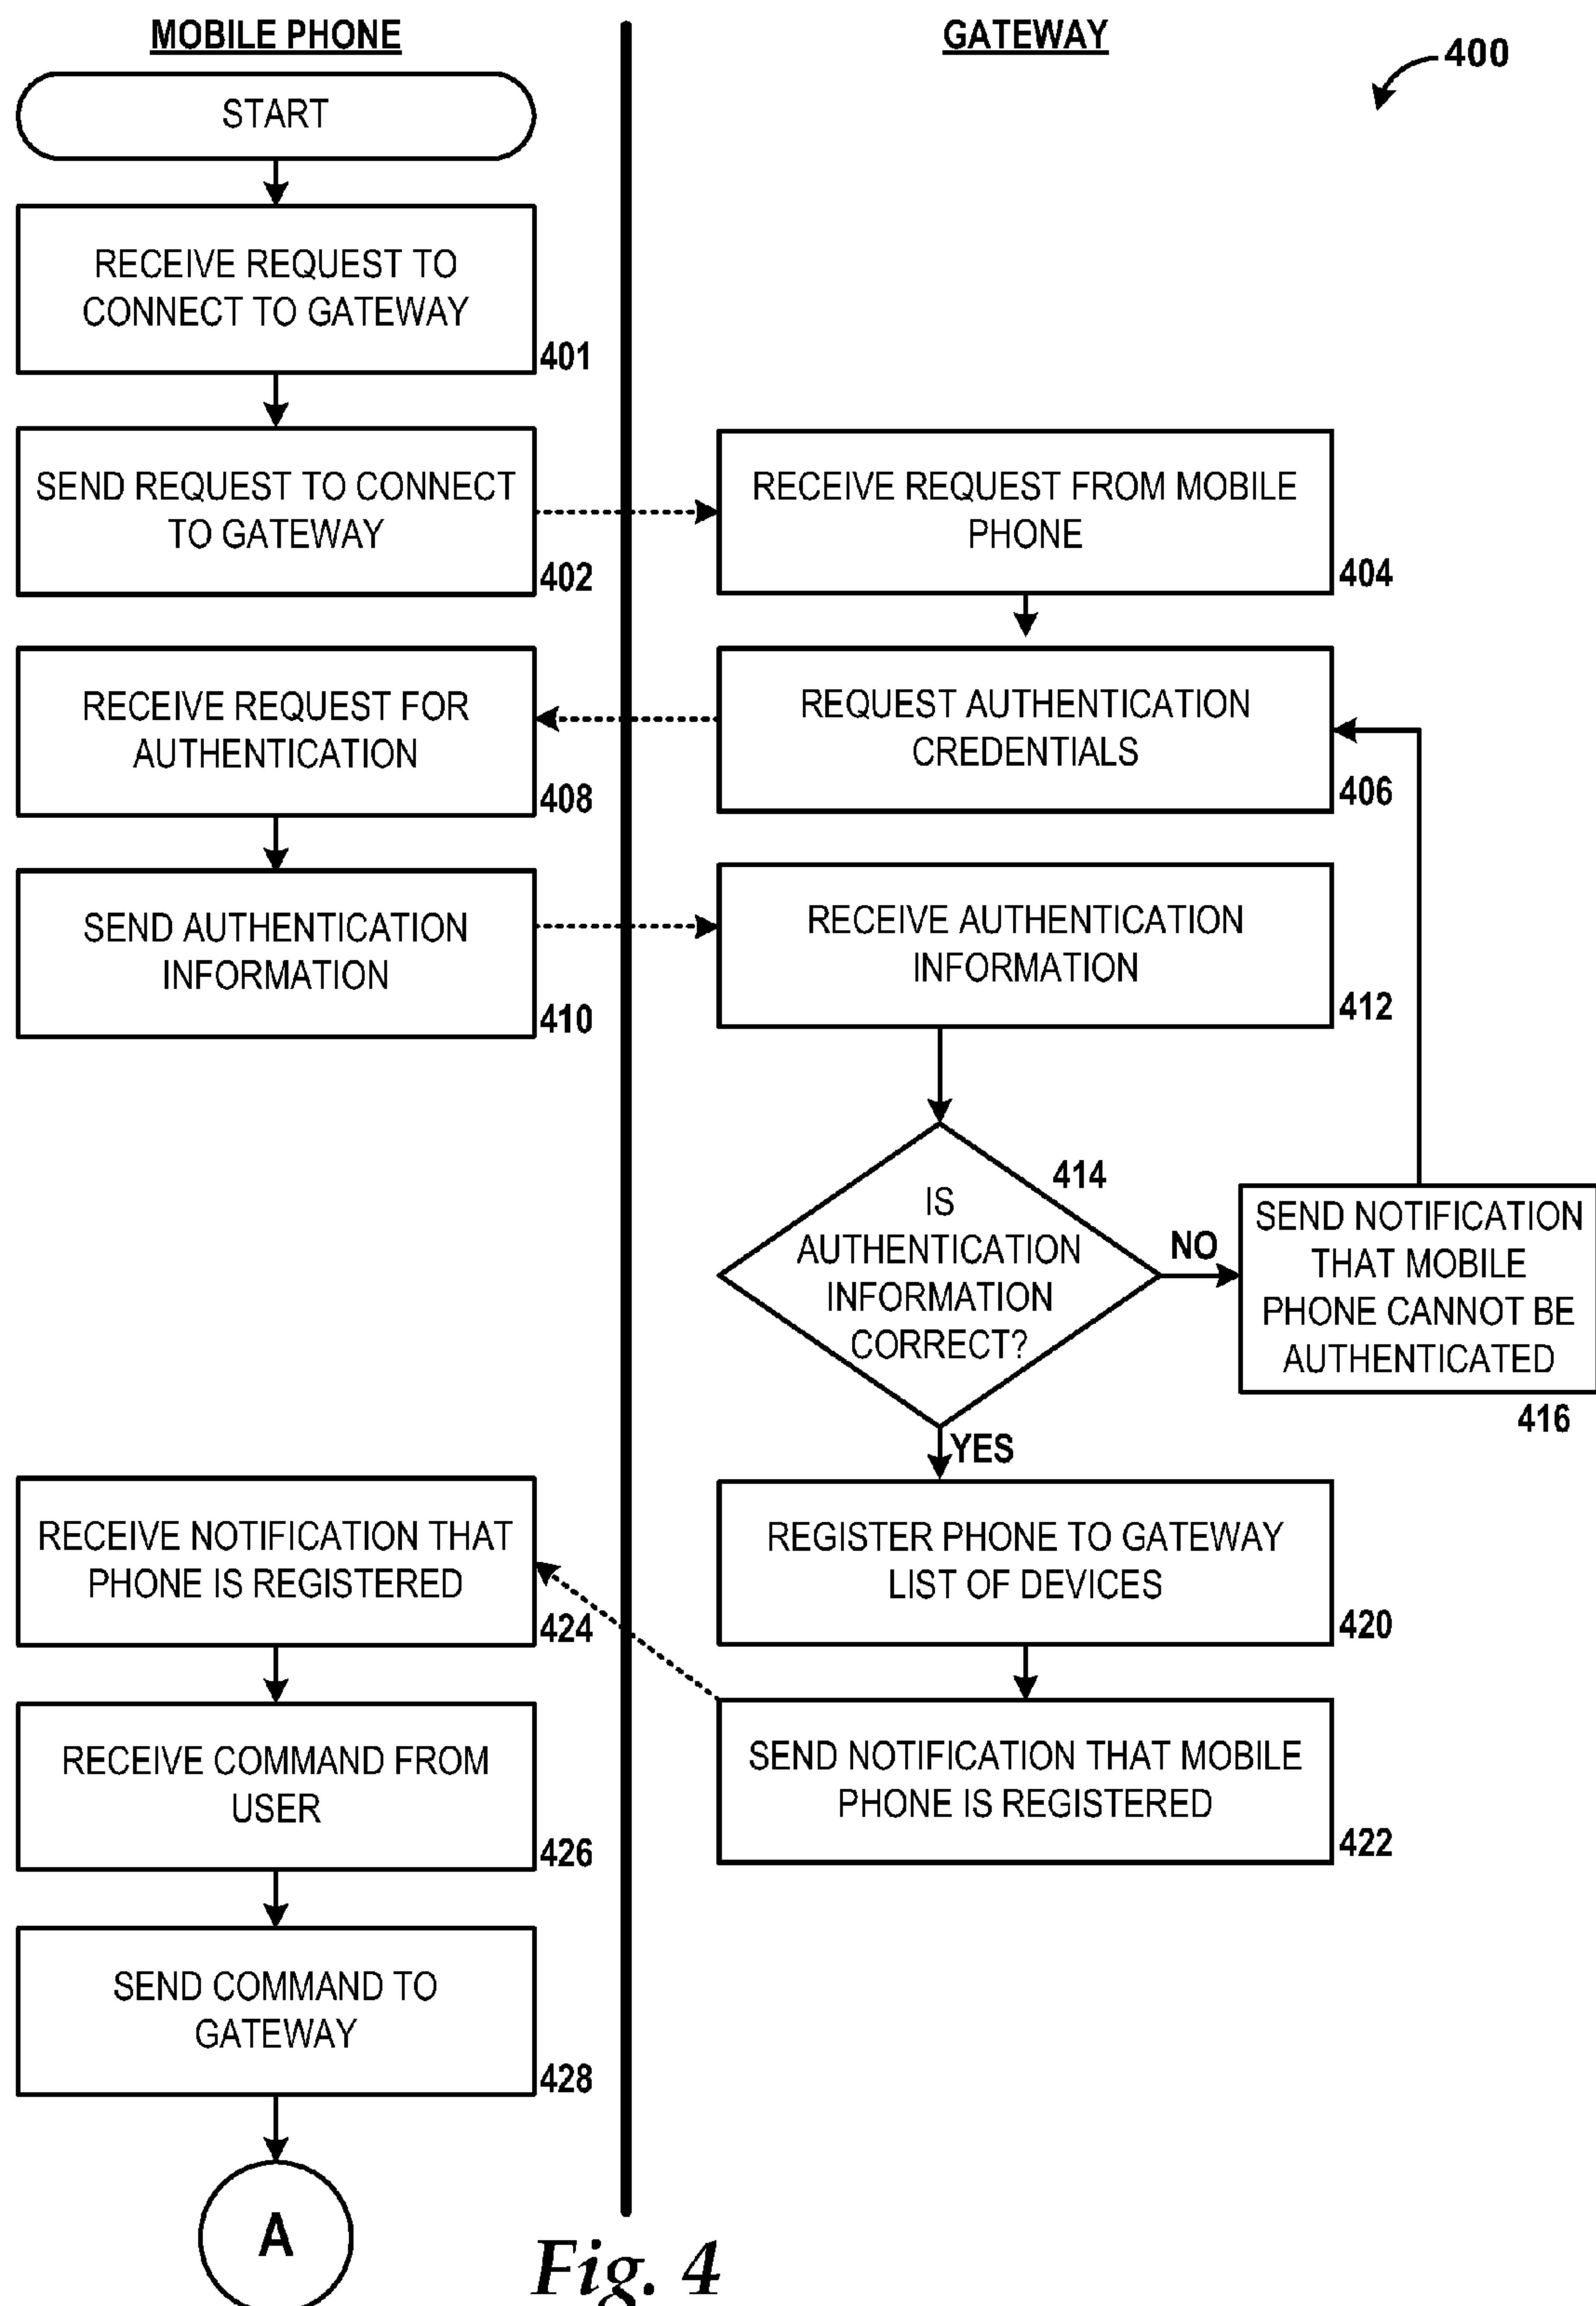 MOBILE PHONE
GATEWAY
400
START
RECEIVE REQUEST TO
CONNECT TO GATEWAY
401
SEND REQUEST TO CONNECT
TO GATEWAY
402
RECEIVE REQUEST FROM MOBILE
PHONE
404
RECEIVE REQUEST FOR
AUTHENTICATION
408
REQUEST AUTHENTICATION
CREDENTIALS
406
SEND AUTHENTICATION
INFORMATION
410
RECEIVE AUTHENTICATION
INFORMATION
412
414
IS
AUTHENTICATION
INFORMATION
CORRECT?
NO
SEND NOTIFICATION
THAT MOBILE
PHONE CANNOT BE
AUTHENTICATED
416
YES
RECEIVE NOTIFICATION THAT
PHONE IS REGISTERED
424
REGISTER PHONE TO GATEWAY
LIST OF DEVICES
420
RECEIVE COMMAND FROM
USER
426
SEND NOTIFICATION THAT MOBILE
PHONE IS REGISTERED
422
SEND COMMAND TO
GATEWAY
428
A
Fig. 4